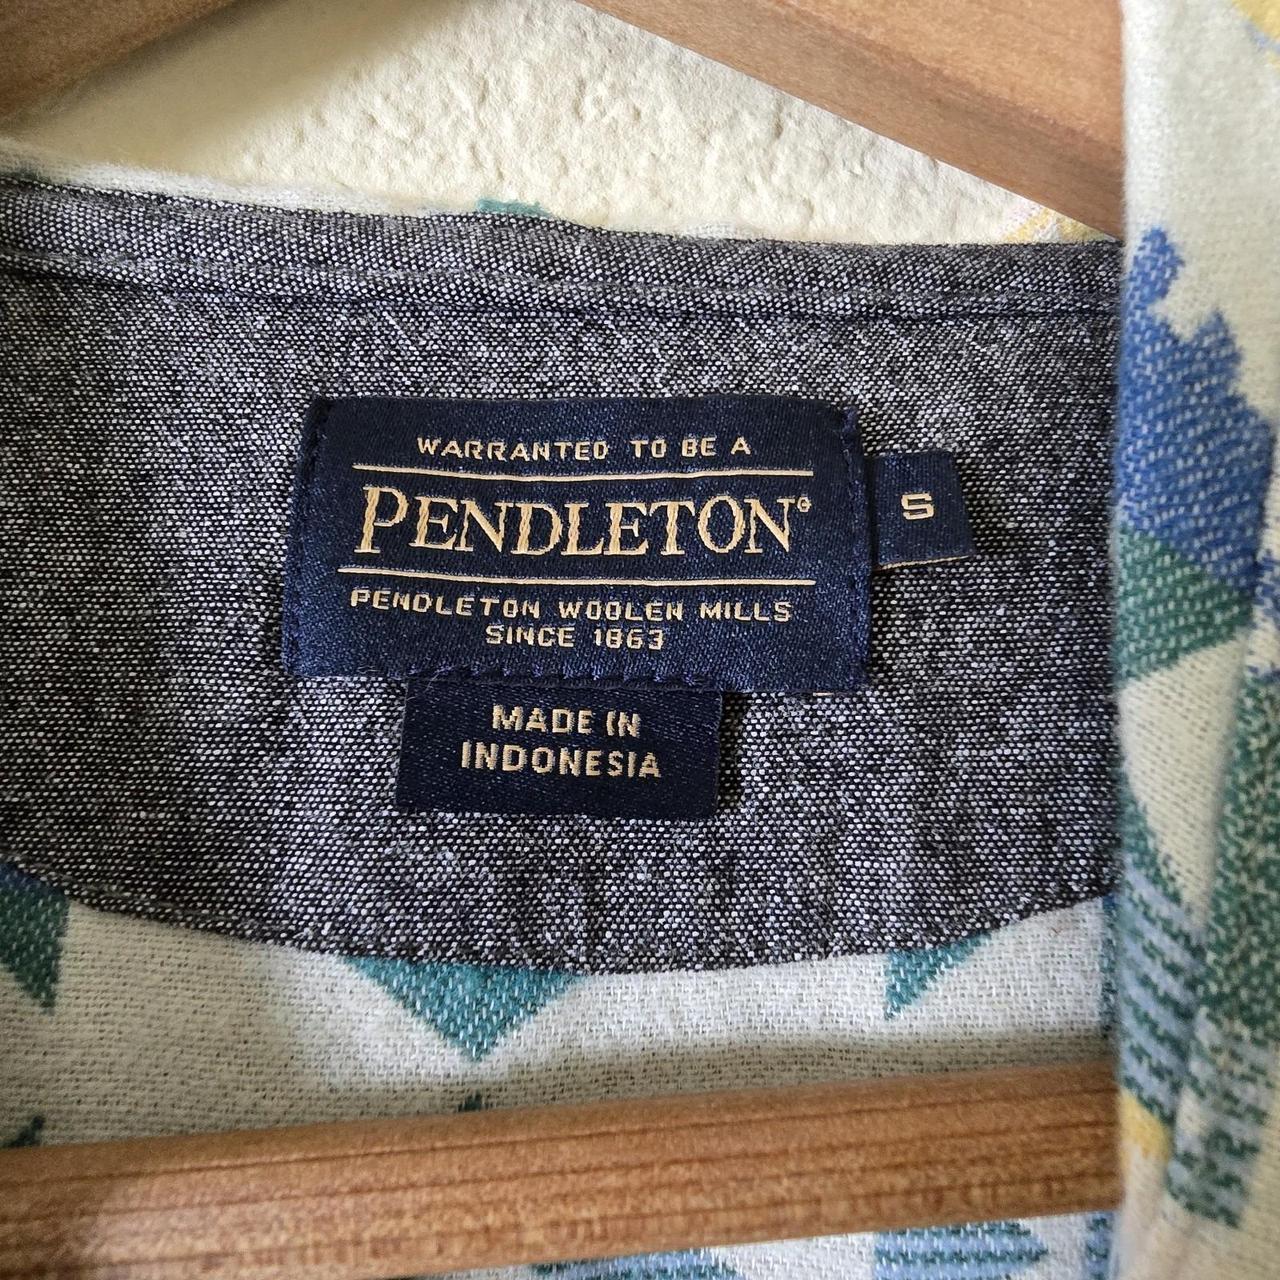 WARRANTED TO BE A
PENDLETON®
S
PENDLETON WOOLEN MILLS
SINCE 1863
MADE IN
INDONESIA